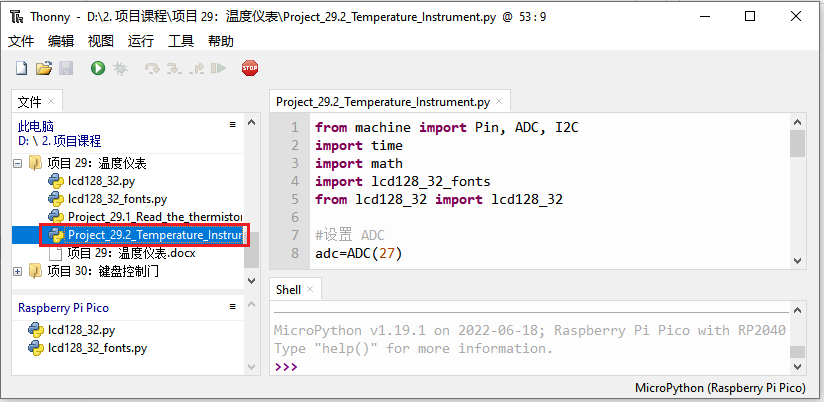 Thonny - D:\2. 项目课程\项目 29：温度仪表\Project_29.2_Temperature_Instrument.py @ 53:9
文件 编辑 视图 运行 工具 帮助
STOP
文件
此电脑
D: \ 2. 项目课程
项目 29：温度仪表
lcd128_32.py
lcd128_32_fonts.py
Project_29.1_Read_the_thermistor
Project_29.2_Temperature_Instrur
项目 29：温度仪表.docx
项目 30：键盘控制门
Raspberry Pi Pico
lcd128_32.py
lcd128_32_fonts.py
Project_29.2_Temperature_Instrument.py
1 from machine import Pin, ADC, I2C
2 import time
3 import math
4 import lcd128_32_fonts
5 from lcd128_32 import lcd128_32
6
7 #设置 ADC
8 adc=ADC(27)
Shell
MicroPython v1.19.1 on 2022-06-18; Raspberry Pi Pico with RP2040
Type "help()" for more information.
>>>
MicroPython (Raspberry Pi Pico)